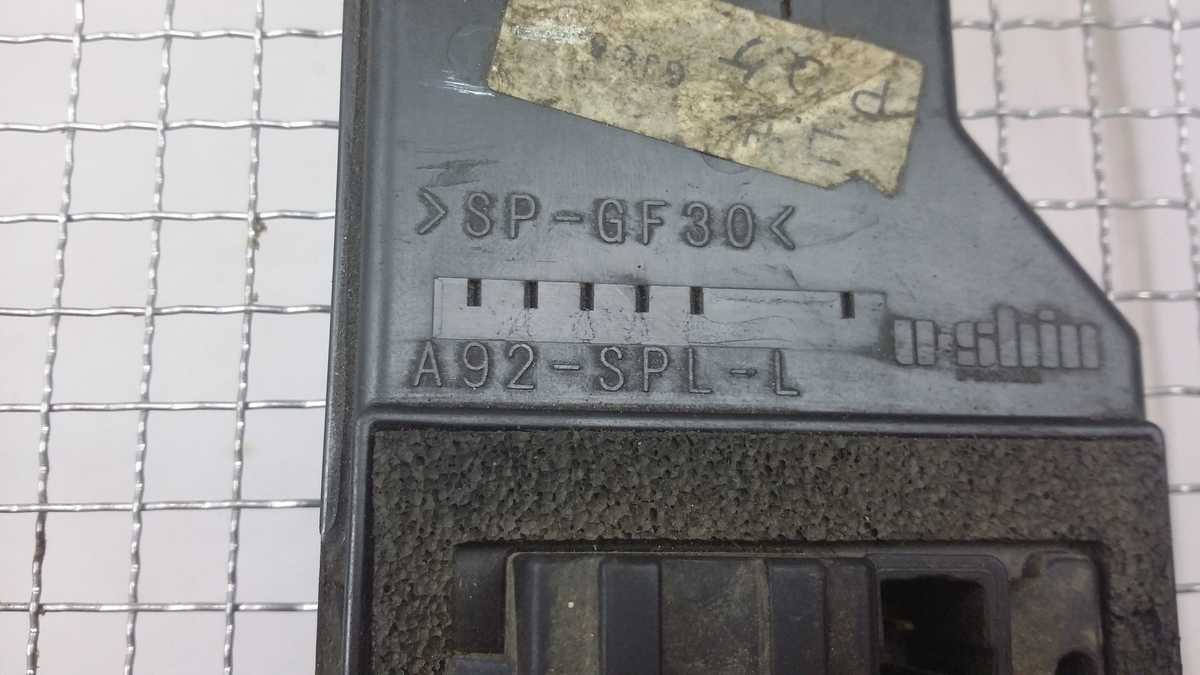 >SP-GF30<
u-shin
A92-SPL-L